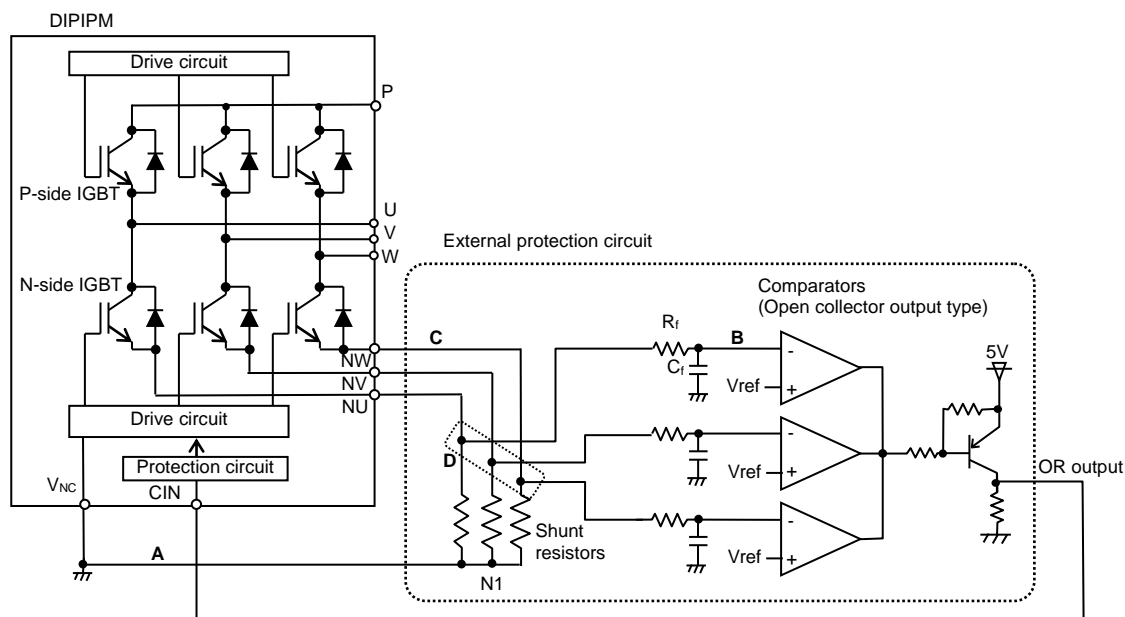 DIPIPM
Drive circuit
P
P-side IGBT
U
V
W
External protection circuit
N-side IGBT
Comparators
(Open collector output type)
C
Rf
B
Cf
5V
NW
Vref
-
+
NV
NU
Drive circuit
-
Vref
+
D
Protection circuit
OR output
VNC
CIN
Shunt
resistors
-
Vref
+
A
N1